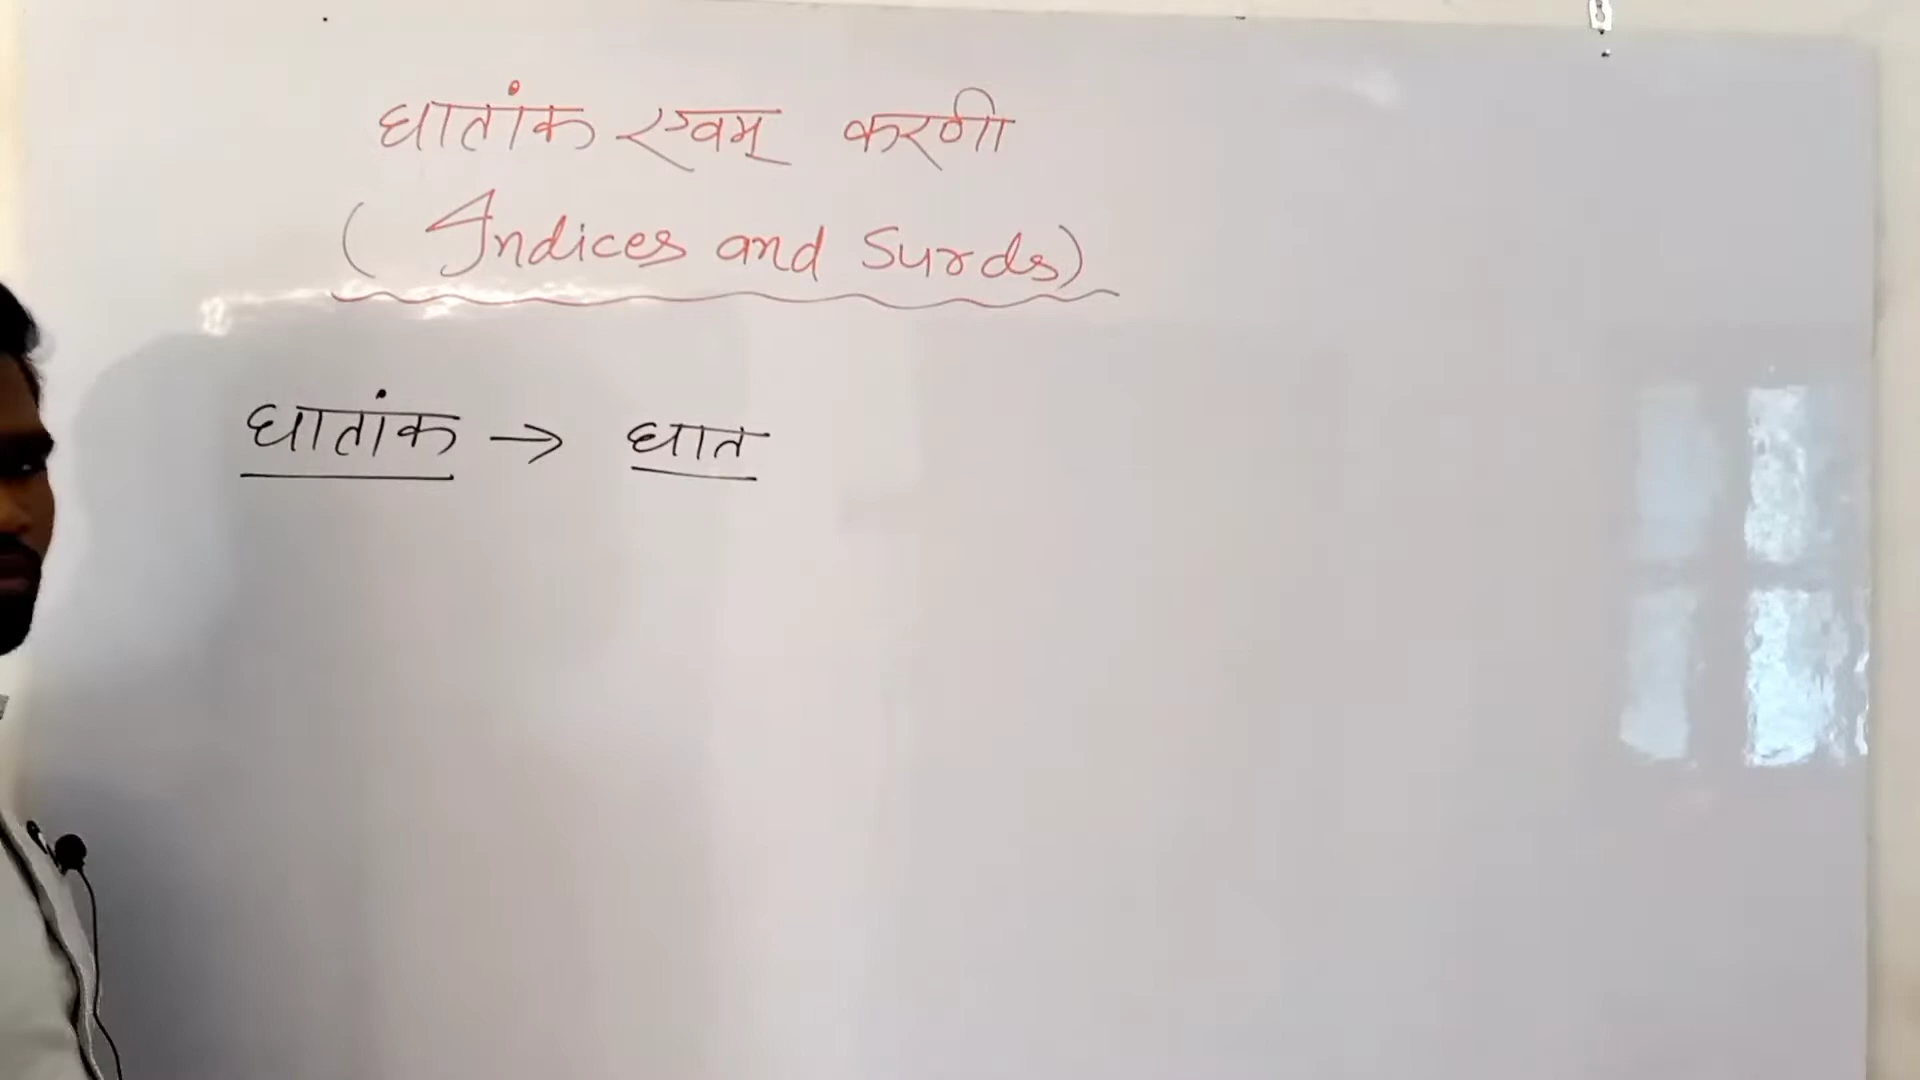 घातांक एवम् करणी
( Indices and Surds)
घातांक → घात